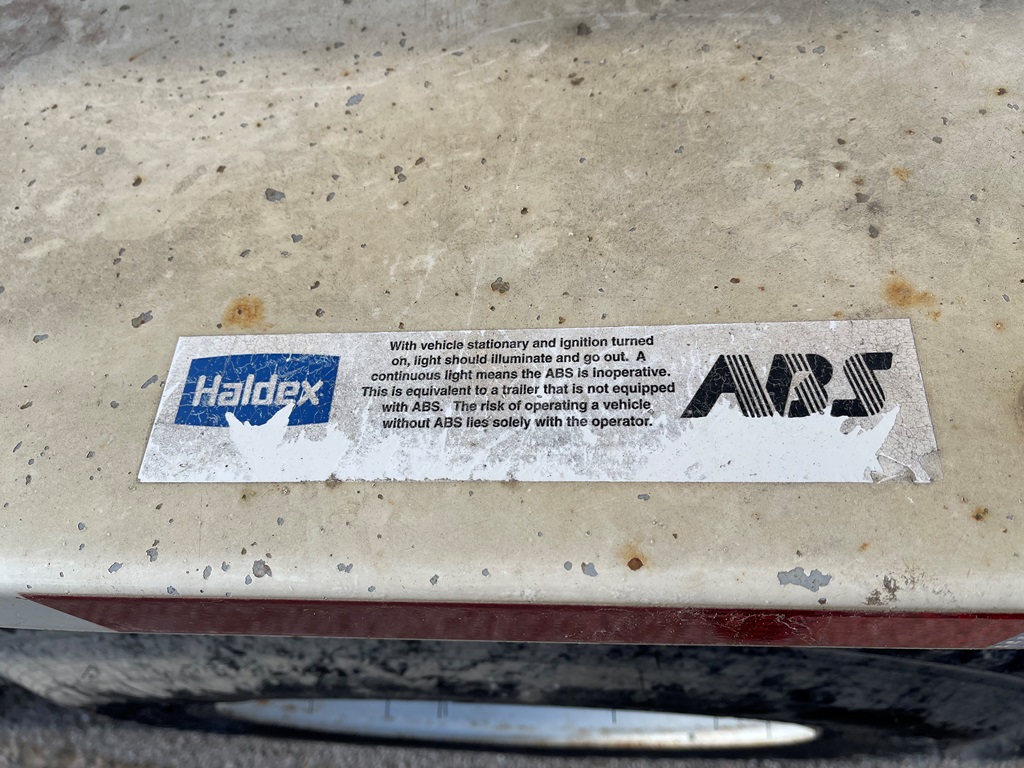 Haldex
With vehicle stationary and ignition turned
on, light should illuminate and go out. A
continuous light means the ABS is inoperative.
This is equivalent to a trailer that is not equipped
with ABS. The risk of operating a vehicle
without ABS lies solely with the operator.
ABS